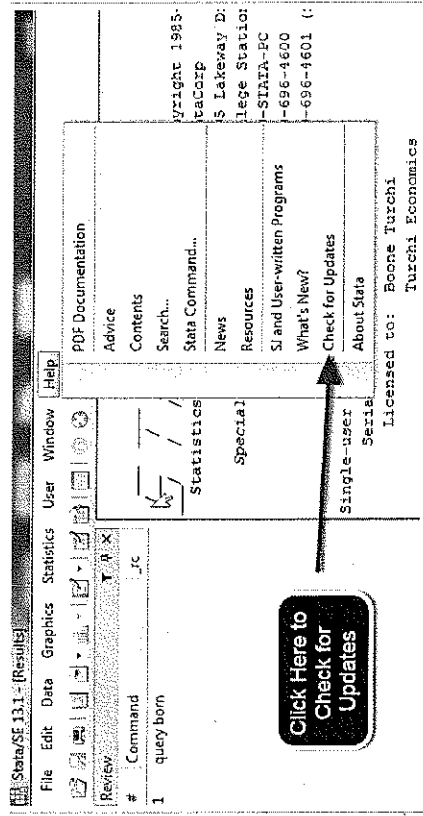 Stata/SE 13.1 - [Results]
File Edit Data Graphics Statistics User Window Help
Review
# Command _rc
1 query born
PDF Documentation
Advice
Contents
Search...
Stata Command...
News
Resources
SJ and User-written Programs
What's New?
Check for Updates
About Stata
Statistics
Special
Single-user
Seria
yright 1985-
taCorp
5 Lakeway D
lege Station
-STATA-PC
-696-4600
-696-4601 (
Licensed to: Boone Turchi
Turchi Economics
Click Here to
Check for
Updates